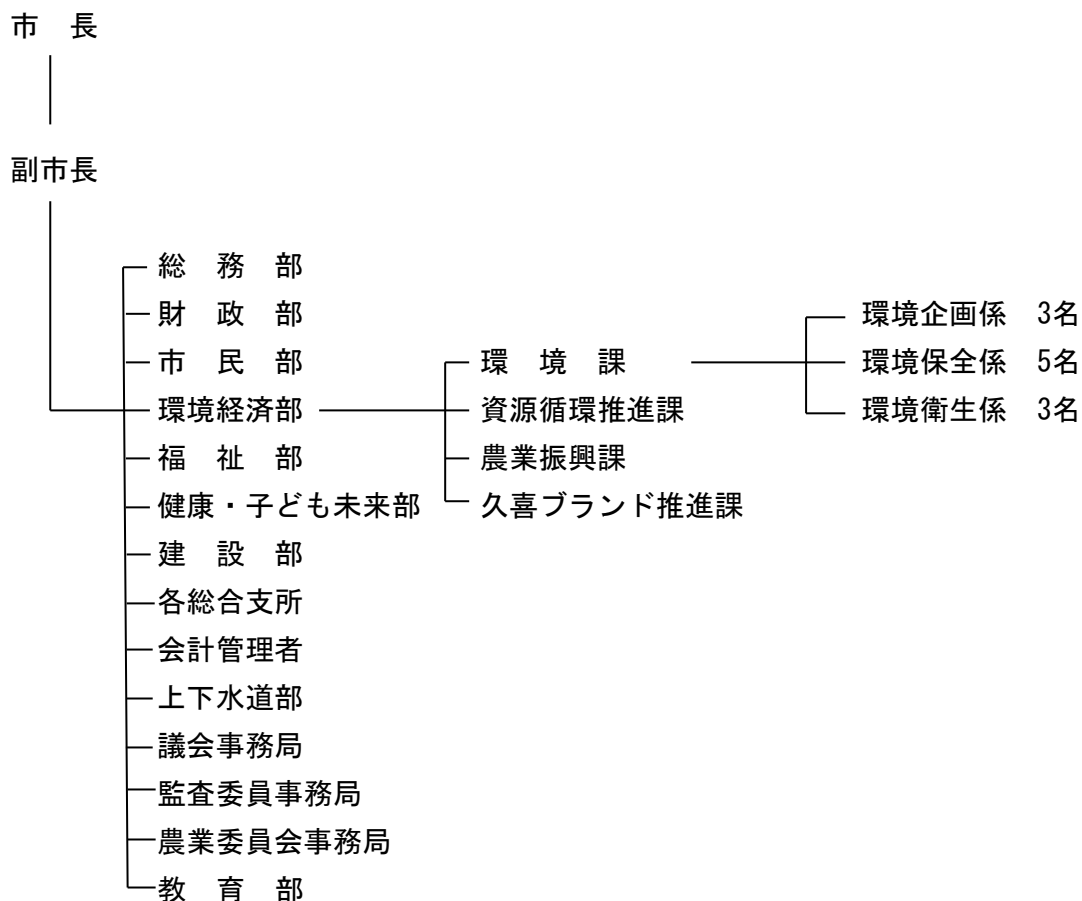 市　長
副市長
総　務　部
財　政　部
環境企画係　3名
市　民　部
環　境　課
環境保全係　5名
環境経済部
資源循環推進課
環境衛生係　3名
福　祉　部
農業振興課
健康・子ども未来部
久喜ブランド推進課
建　設　部
各総合支所
会計管理者
上下水道部
議会事務局
監査委員事務局
農業委員会事務局
教　育　部